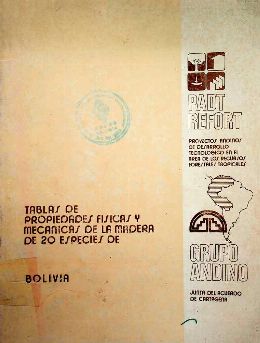 PADT
REFORT
PROYECTOS ANDINOS
DE DESARROLLO
TECNOLOGICO EN EL
AREA DE LOS RECURSOS
FORESTALES TROPICALES
TABLAS DE
PROPIEDADES FISICAS Y
MECANICAS DE LA MADERA
DE 20 ESPECIES DE
BOLIVIA
GRUPO
ANDINO
JUNTA DEL ACUERDO
DE CARTAGENA